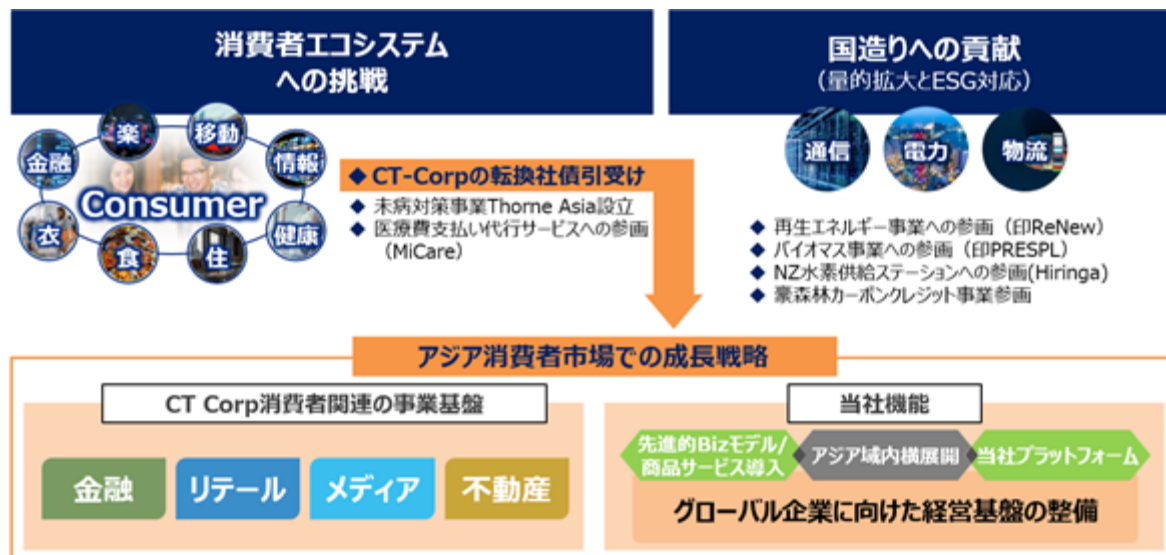 消費者エコシステム
への挑戦
国造りへの貢献
（量的拡大とESG対応）
金融
楽
移動
情報
Consumer
衣
食
住
健康
◆ CT-Corpの転換社債引受け
◆ 未病対策事業Thorne Asia設立
◆ 医療費支払い代行サービスへの参画
（MiCare）
通信
電力
物流
◆ 再生エネルギー事業への参画（印ReNew）
◆ バイオマス事業への参画（印PRESPL）
◆ NZ水素供給ステーションへの参画(Hiringa)
◆ 豪森林カーボンクレジット事業参画
アジア消費者市場での成長戦略
CT Corp消費者関連の事業基盤
金融
リテール
メディア
不動産
当社機能
先進的Bizモデル/
商品サービス導入
アジア域内横展開
当社プラットフォーム
グローバル企業に向けた経営基盤の整備